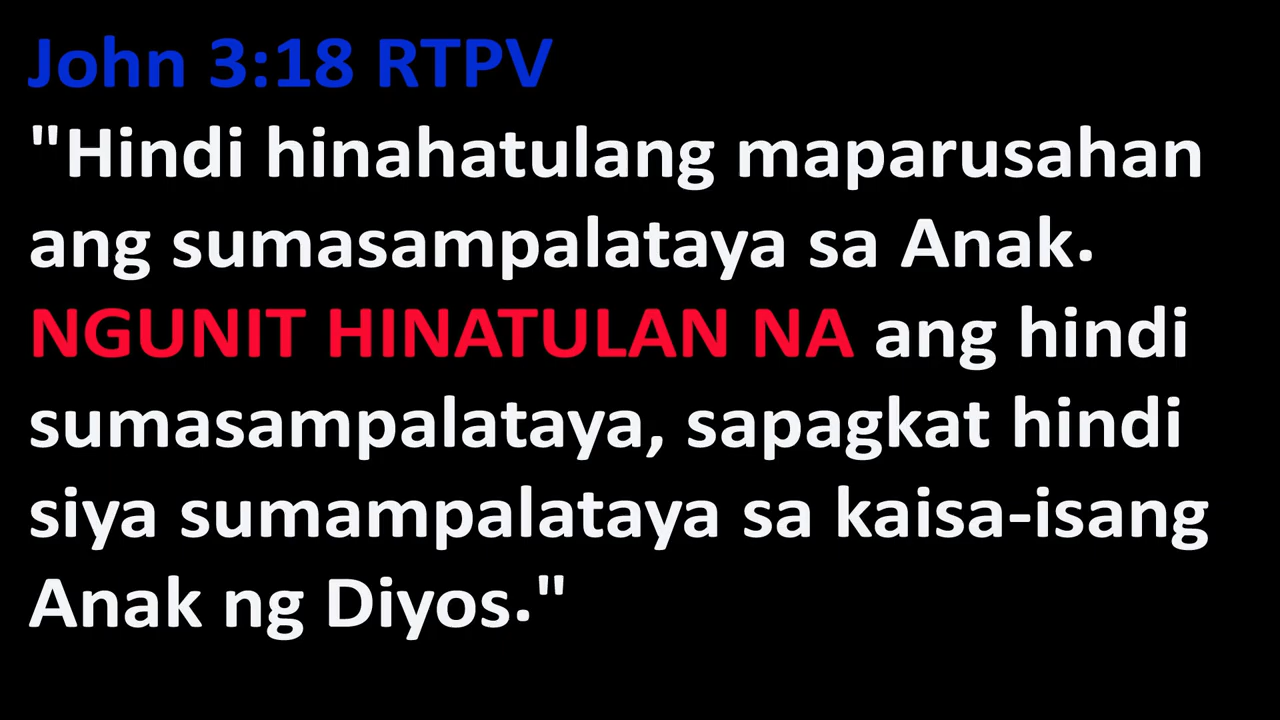 John 3:18 RTPV
"Hindi hinahatulang maparusahan
ang sumasampalataya sa Anak.
NGUNIT HINATULAN NA ang hindi
sumasampalataya, sapagkat hindi
siya sumampalataya sa kaisa-isang
Anak ng Diyos."